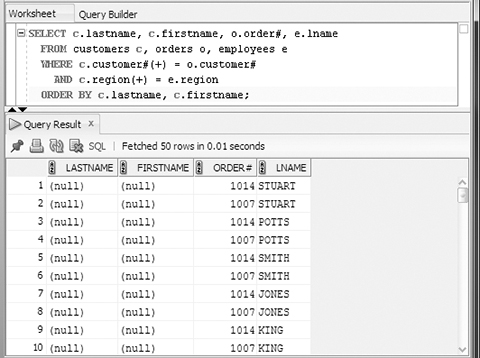 Worksheet Query Builder
SELECT c.lastname, c.firstname, o.order#, e.lname
FROM customers c, orders o, employees e
WHERE c.customer#(+) = o.customer#
AND c.region(+) = e.region
ORDER BY c.lastname, c.firstname;
Query Result x
SQL | Fetched 50 rows in 0.01 seconds
LASTNAME FIRSTNAME ORDER# LNAME
1 (null) (null) 1014 STUART
2 (null) (null) 1007 STUART
3 (null) (null) 1014 POTTS
4 (null) (null) 1007 POTTS
5 (null) (null) 1014 SMITH
6 (null) (null) 1007 SMITH
7 (null) (null) 1014 JONES
8 (null) (null) 1007 JONES
9 (null) (null) 1014 KING
10 (null) (null) 1007 KING